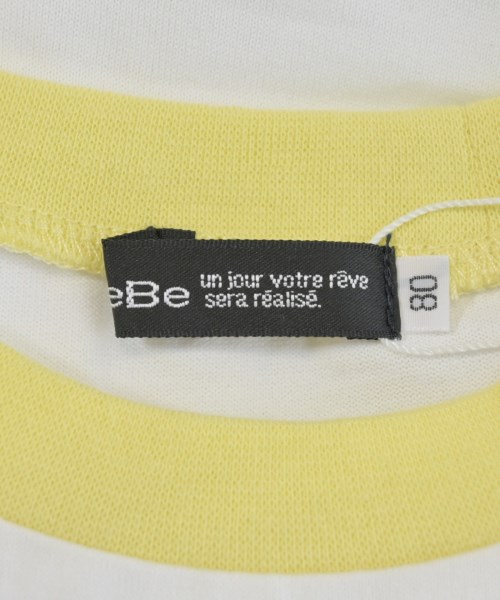 eBe un jour votre rêve
sera réalisé.
80